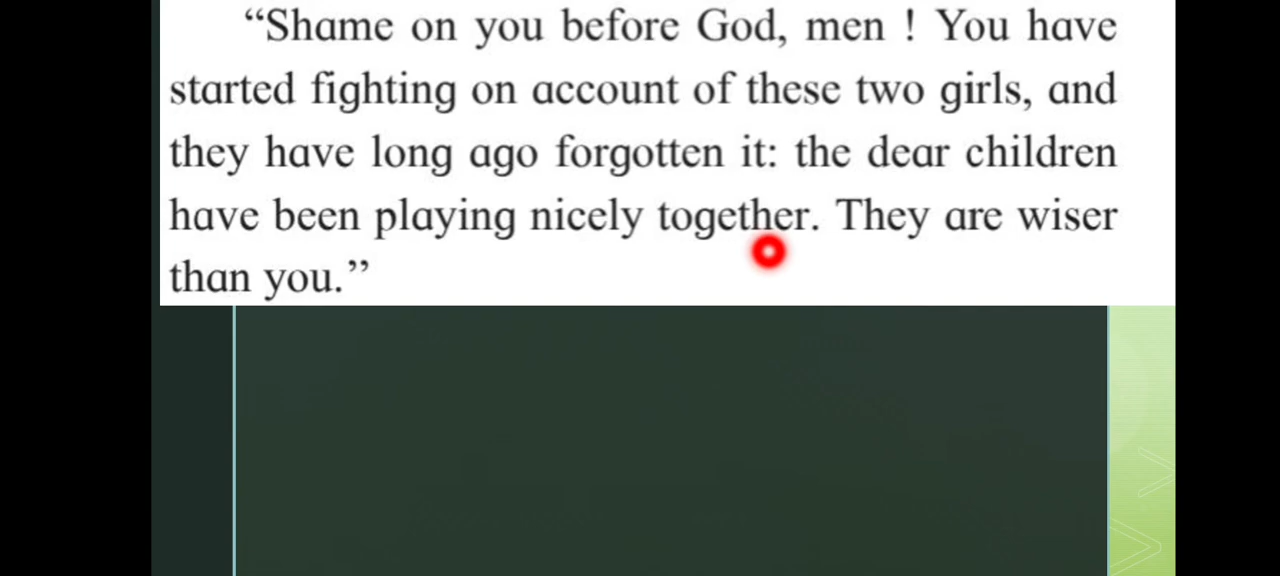 “Shame on you before God, men ! You have
started fighting on account of these two girls, and
they have long ago forgotten it: the dear children
have been playing nicely together. They are wiser
than you.”